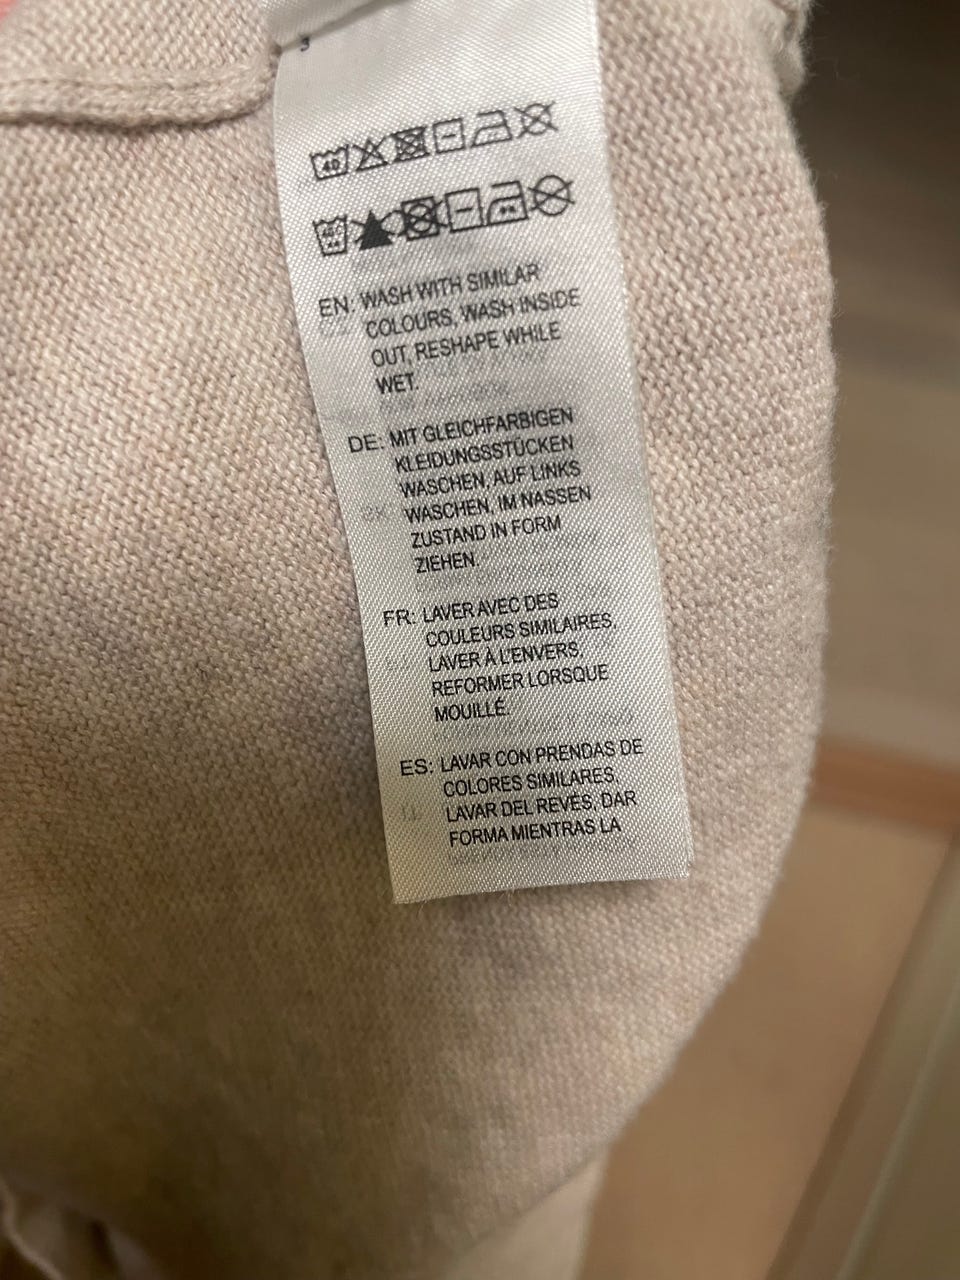 40
40°
EN: WASH WITH SIMILAR
COLOURS, WASH INSIDE
OUT, RESHAPE WHILE
WET.
DE: MIT GLEICHFARBIGEN
KLEIDUNGSSTÜCKEN
WASCHEN, AUF LINKS
WASCHEN, IM NASSEN
ZUSTAND IN FORM
ZIEHEN.
FR: LAVER AVEC DES
COULEURS SIMILAIRES,
LAVER À L'ENVERS,
REFORMER LORSQUE
MOUILLÉ.
ES: LAVAR CON PRENDAS DE
COLORES SIMILARES,
LAVAR DEL REVÉS, DAR
FORMA MIENTRAS LA